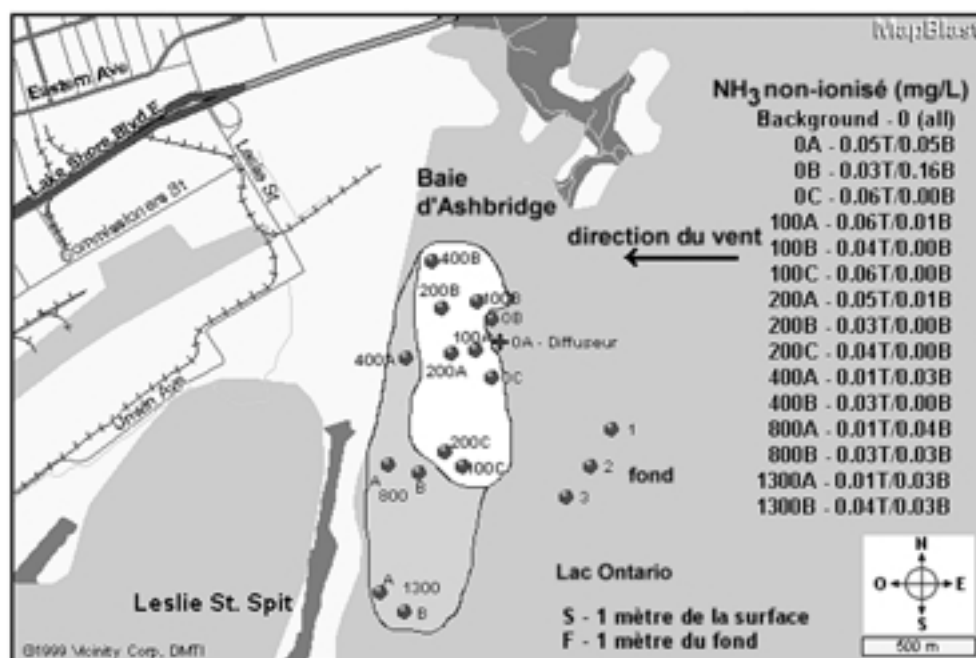 MapBlast
Eastern Ave
Lake Shore Blvd E
Leslie St.
Commissioners St
Unwin Ave
Baie
d'Ashbridge
direction du vent
NH3 non-ionisé (mg/L)
Background - 0 (all)
0A - 0.05T/0.05B
0B - 0.03T/0.16B
0C - 0.06T/0.00B
100A - 0.06T/0.01B
100B - 0.04T/0.00B
100C - 0.06T/0.00B
200A - 0.05T/0.01B
200B - 0.03T/0.00B
200C - 0.04T/0.00B
400A - 0.01T/0.03B
400B - 0.03T/0.00B
800A - 0.01T/0.04B
800B - 0.03T/0.03B
1300A - 0.01T/0.03B
1300B - 0.04T/0.03B
400B
200B
100B
0B
100A
0A - Diffuseur
400A
200A
0C
200C
100C
A
800
B
A
1300
B
1
2
fond
3
Leslie St. Spit
Lac Ontario
S - 1 mètre de la surface
F - 1 mètre du fond
N
O
E
S
500 m
©1999 Vicinity Corp, DMTI